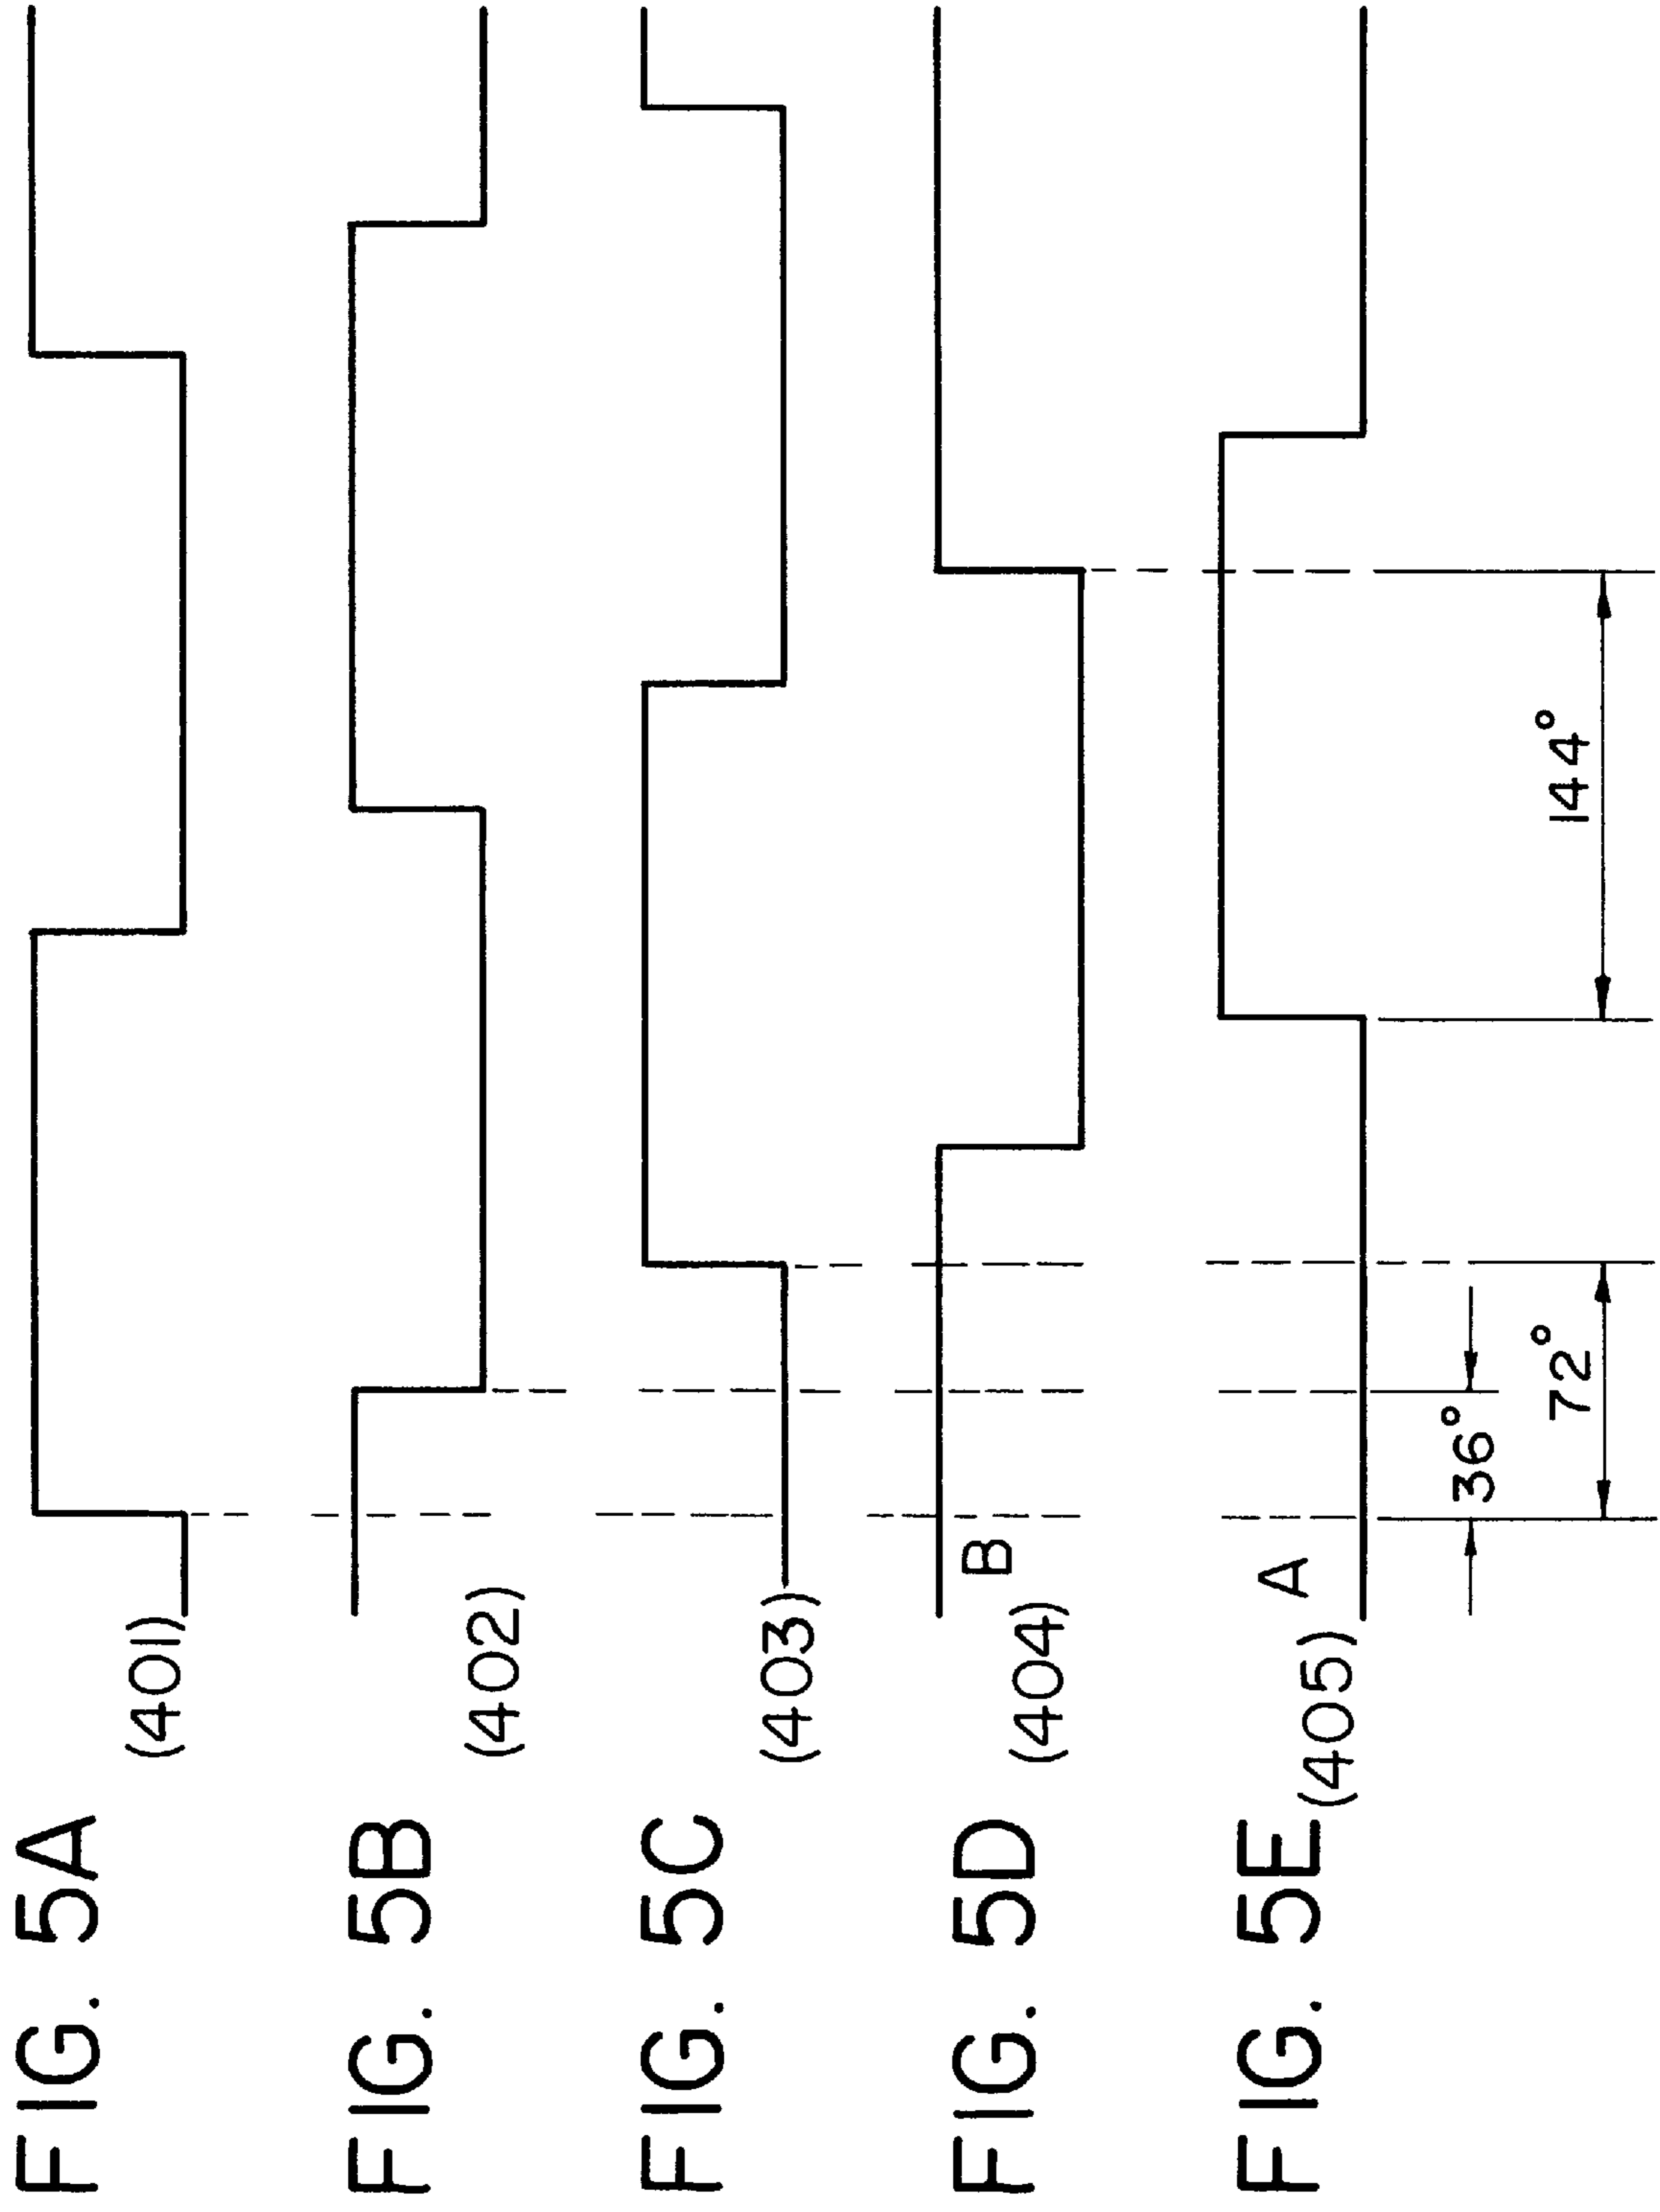 FIG. 5A
(401)
FIG. 5B
(402)
FIG. 5C
(403)
FIG. 5D
(404)
B
FIG. 5E
(405)
A
36°
72°
144°